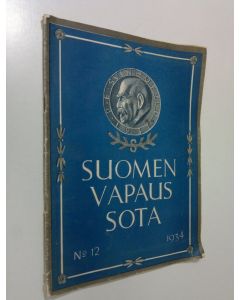 SUOMEN
VAPAUS
SOTA
No 12 1934